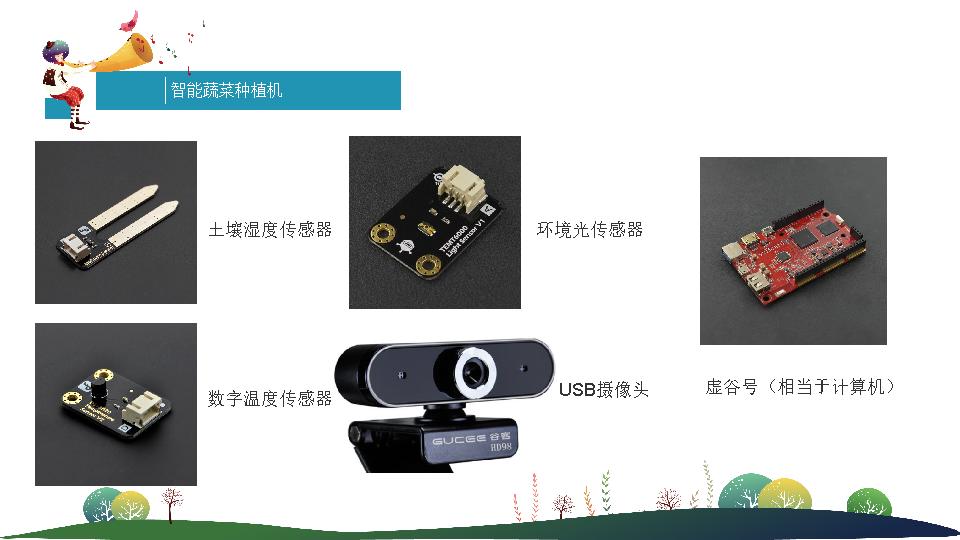 智能蔬菜种植机
土壤湿度传感器
环境光传感器
TEMT6000
Light Sensor V1
数字温度传感器
USB摄像头
GUCEE 谷客
HD98
虚谷号（相当于计算机）